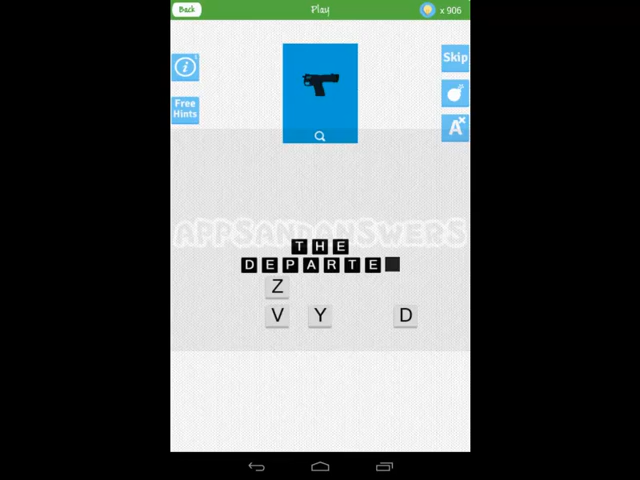 Back
Play
x 906
Skip
Free
Hints
A
APPSANDANSWERS
THE
DEPARTE
Z
V Y D